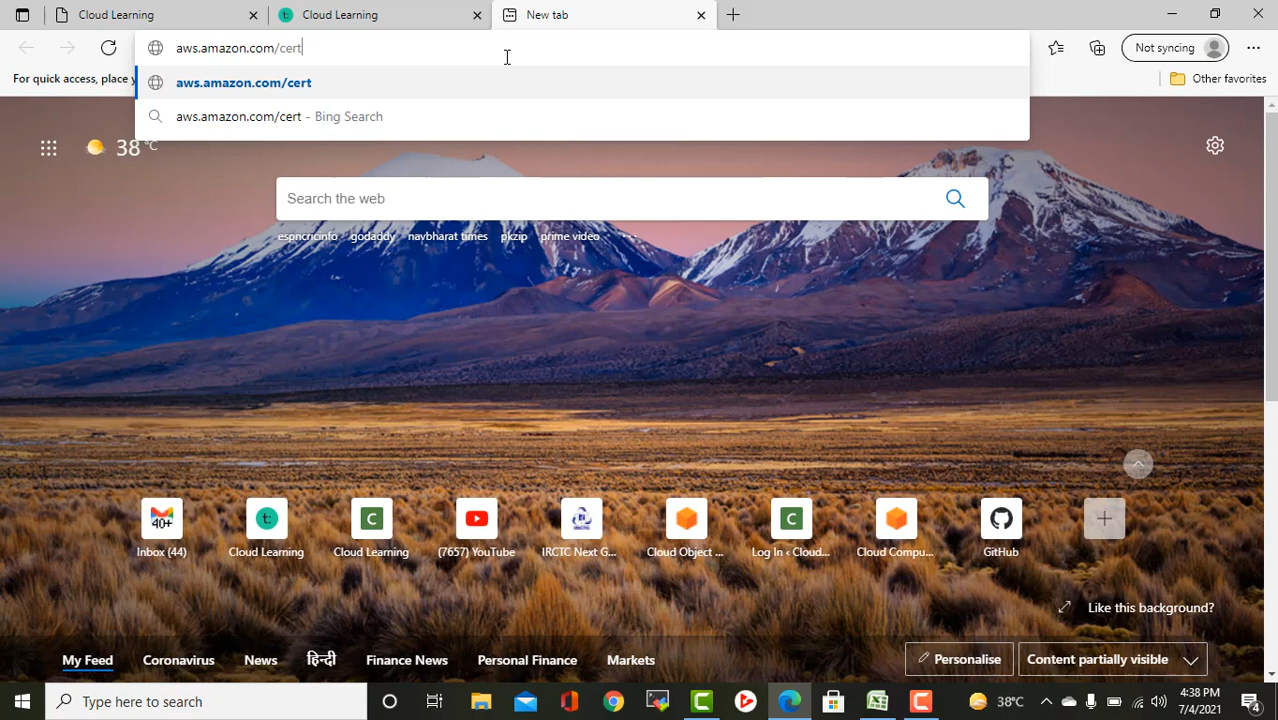 Cloud Learning
Cloud Learning
New tab
aws.amazon.com/cert
Not syncing
For quick access, place y
Other favorites
aws.amazon.com/cert
aws.amazon.com/cert - Bing Search
38 °C
Search the web
espncricinfo godaddy navbharat times pkzip prime video ...
40+
t:
C
C
Inbox (44) Cloud Learning Cloud Learning (7657) YouTube IRCTC Next G... Cloud Object ... Log In < Cloud... Cloud Compu... GitHub
Like this background?
My Feed Coronavirus News हिन्दी Finance News Personal Finance Markets
Personalise Content partially visible
Type here to search
38°C
4:38 PM
7/4/2021
4